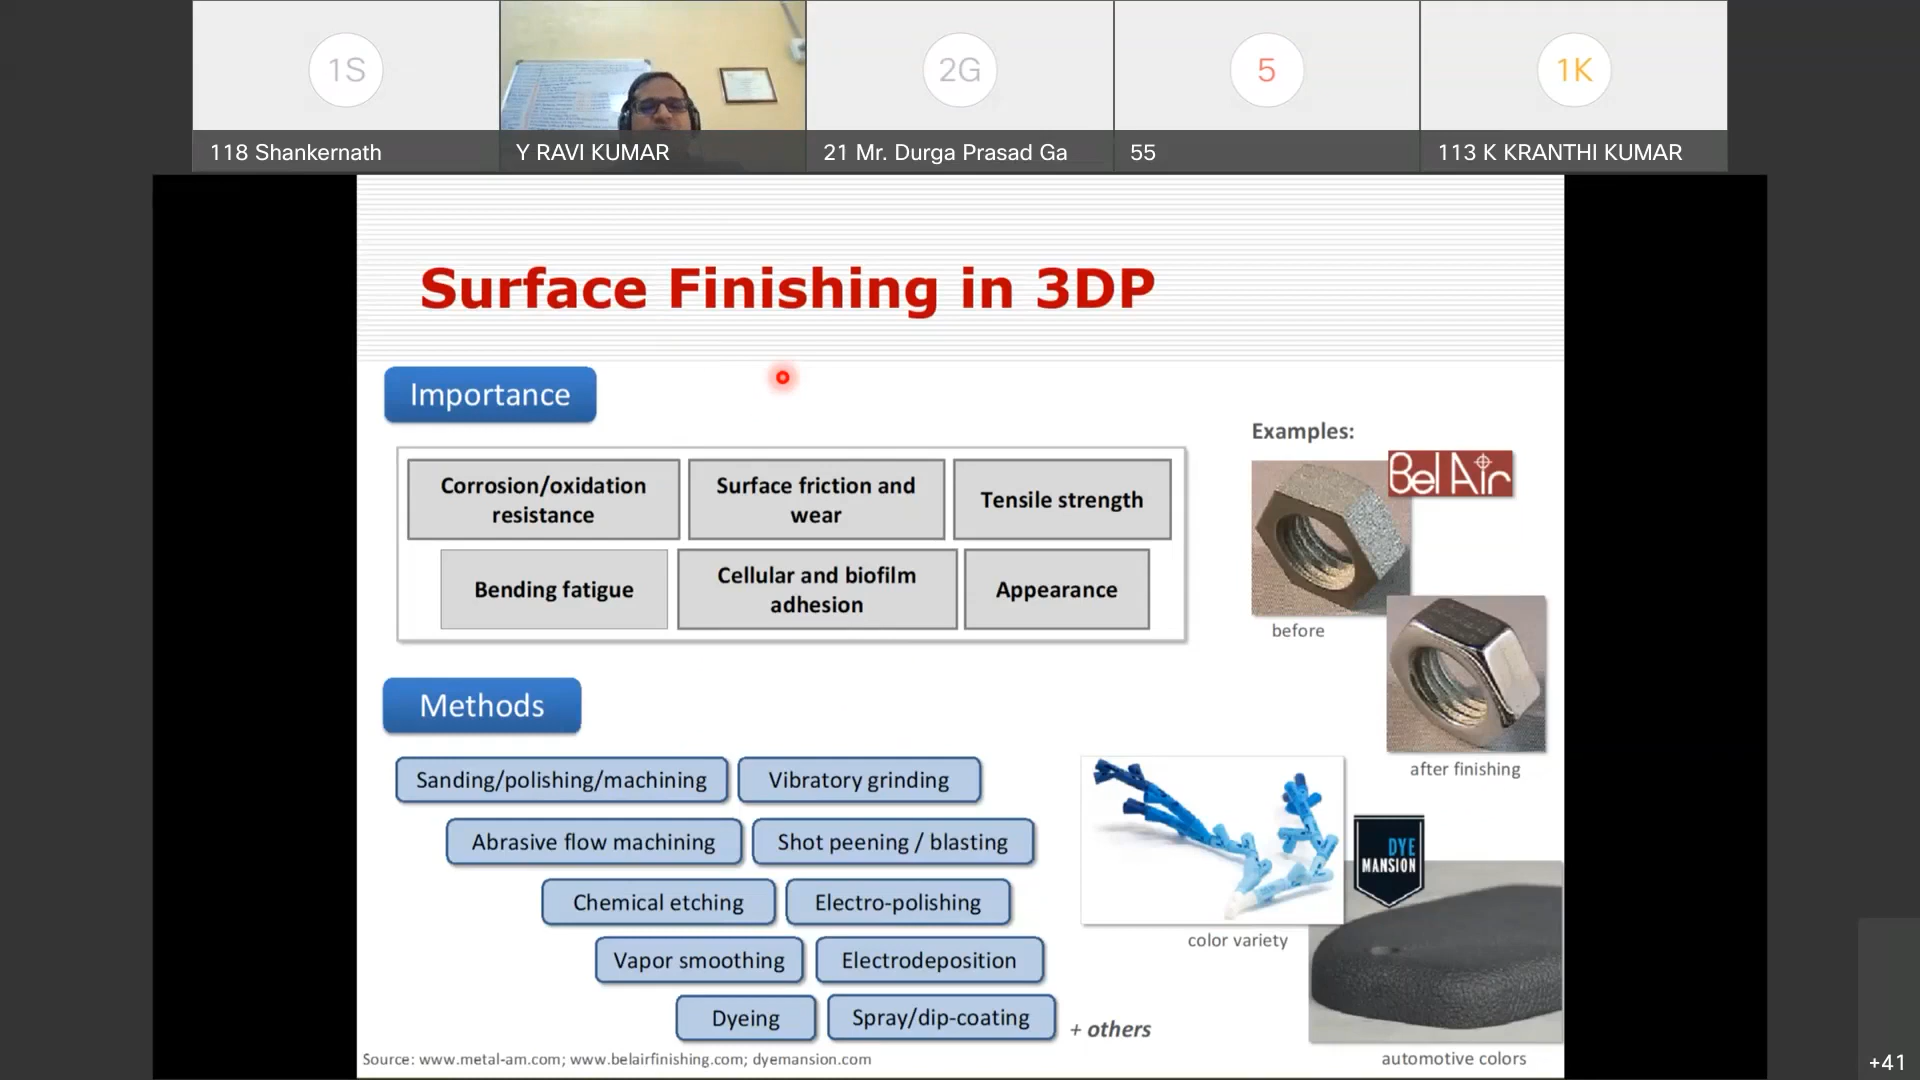 1S
2G
5
1K
118 Shankernath
Y RAVI KUMAR
21 Mr. Durga Prasad Ga
55
113 K KRANTHI KUMAR
Surface Finishing in 3DP
Importance
Corrosion/oxidation
resistance
Surface friction and
wear
Tensile strength
Bending fatigue
Cellular and biofilm
adhesion
Appearance
Examples:
Bel Air
before
after finishing
Methods
Sanding/polishing/machining
Vibratory grinding
Abrasive flow machining
Shot peening / blasting
Chemical etching
Electro-polishing
Vapor smoothing
Electrodeposition
Dyeing
Spray/dip-coating
+ others
DYE
MANSION
color variety
automotive colors
Source: www.metal-am.com; www.belairfinishing.com; dyemansion.com
+41